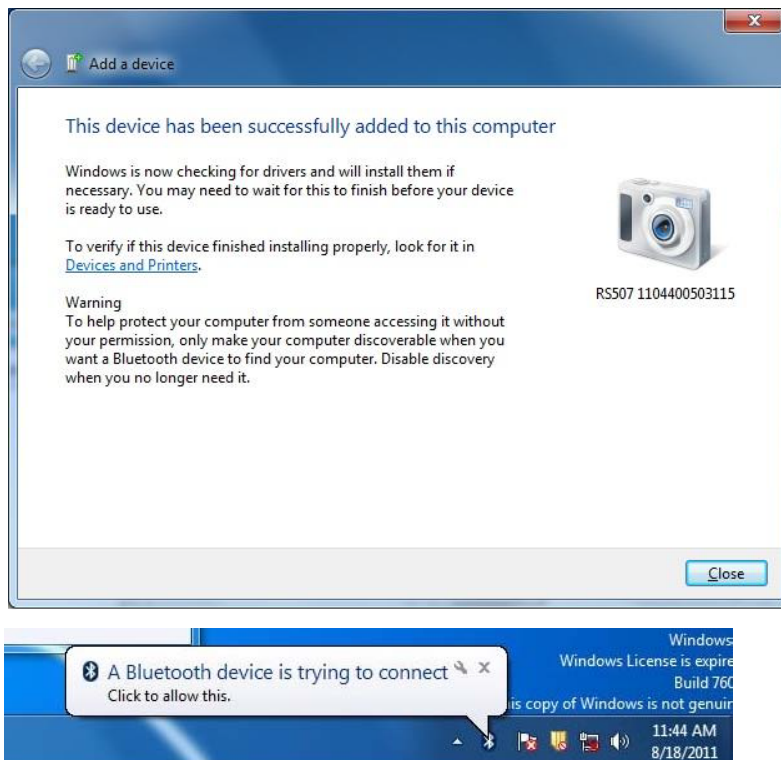 Add a device
This device has been successfully added to this computer
Windows is now checking for drivers and will install them if
necessary. You may need to wait for this to finish before your device
is ready to use.
To verify if this device finished installing properly, look for it in
Devices and Printers.
Warning
To help protect your computer from someone accessing it without
your permission, only make your computer discoverable when you
want a Bluetooth device to find your computer. Disable discovery
when you no longer need it.
RS507 1104400503115
Close
A Bluetooth device is trying to connect
Click to allow this.
Windows
Windows License is expire
Build 760
is copy of Windows is not genuin
11:44 AM
8/18/2011